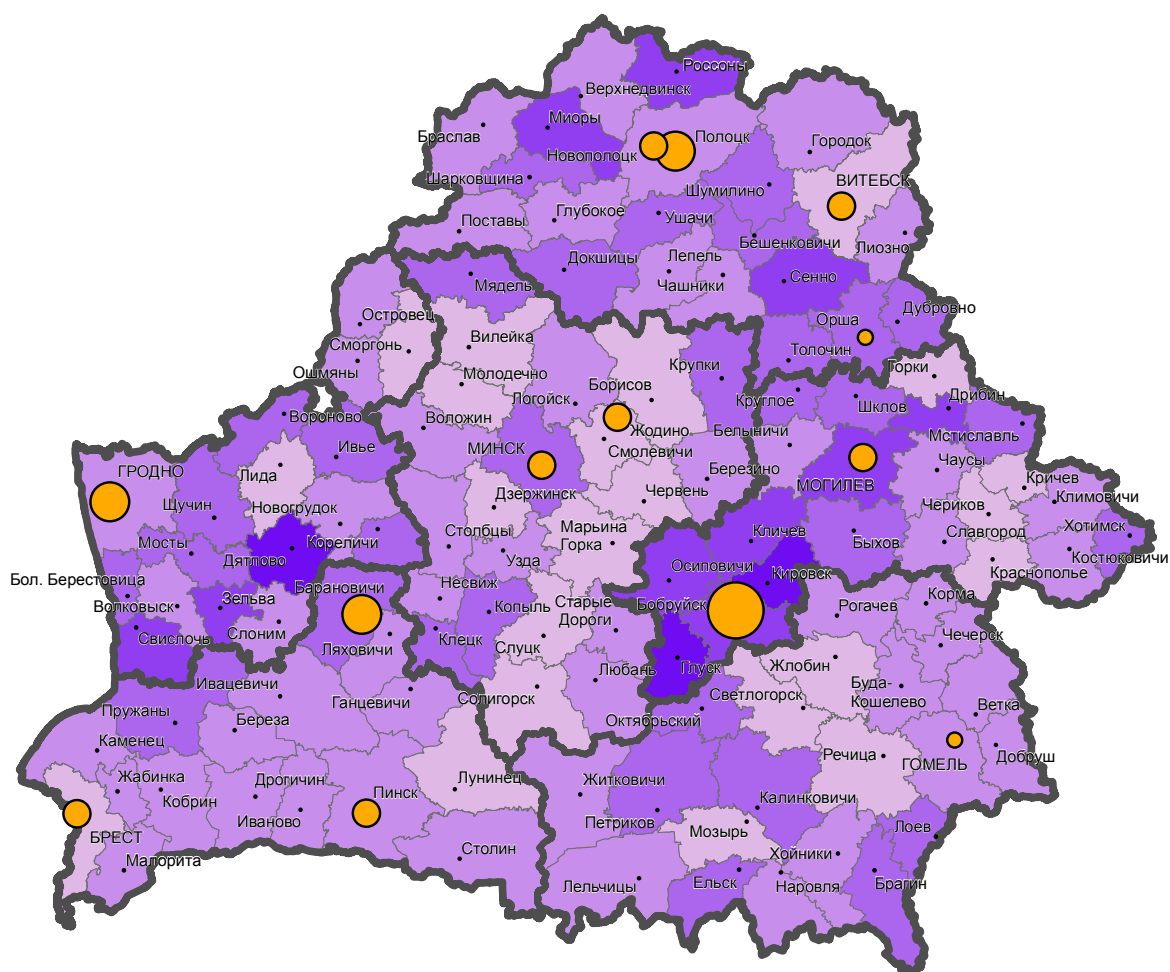 Россоны
Верхнедвинск
Миоры
Браслав
Полоцк
Новополоцк
Городок
Шарковщина
ВИТЕБСК
Шумилино
Глубокое
Ушачи
Поставы
Бешенковичи
Лиозно
Лепель
Докшицы
Чашники
Сенно
Мядель
Дубровно
Островец
Орша
Вилейка
Сморгонь
Толочин
Горки
Ошмяны
Молодечно
Крупки
Борисов
Дрибин
Логойск
Круглое
Шклов
Вороново
Воложин
Жодино
Белыничи
Мстиславль
Ивье
МИНСК
Смолевичи
Чаусы
ГРОДНО
Лида
Березино
МОГИЛЕВ
Кричев
Щучин
Новогрудок
Дзержинск
Червень
Климовичи
Чериков
Славгород
Хотимск
Мосты
Кореличи
Столбцы
Марьина
Горка
Кличев
Быхов
Дятлово
Узда
Костюковичи
Бол. Берестовица
Осиповичи
Краснополье
Барановичи
Несвиж
Кировск
Волковыск
Зельва
Копыль
Старые
Дороги
Бобруйск
Рогачев
Корма
Слоним
Свислочь
Клецк
Чечерск
Ляховичи
Слуцк
Любань
Глуск
Жлобин
Ивацевичи
Солигорск
Светлогорск
Буда-
Кошелево
Ганцевичи
Пружаны
Береза
Октябрьский
Ветка
Каменец
Речица
ГОМЕЛЬ
Добруш
Жабинка
Дрогичин
Лунинец
Житковичи
Кобрин
Пинск
Калинковичи
Иваново
Петриков
БРЕСТ
Мозырь
Лоев
Малорита
Столин
Хойники
Лельчицы
Ельск
Наровля
Брагин